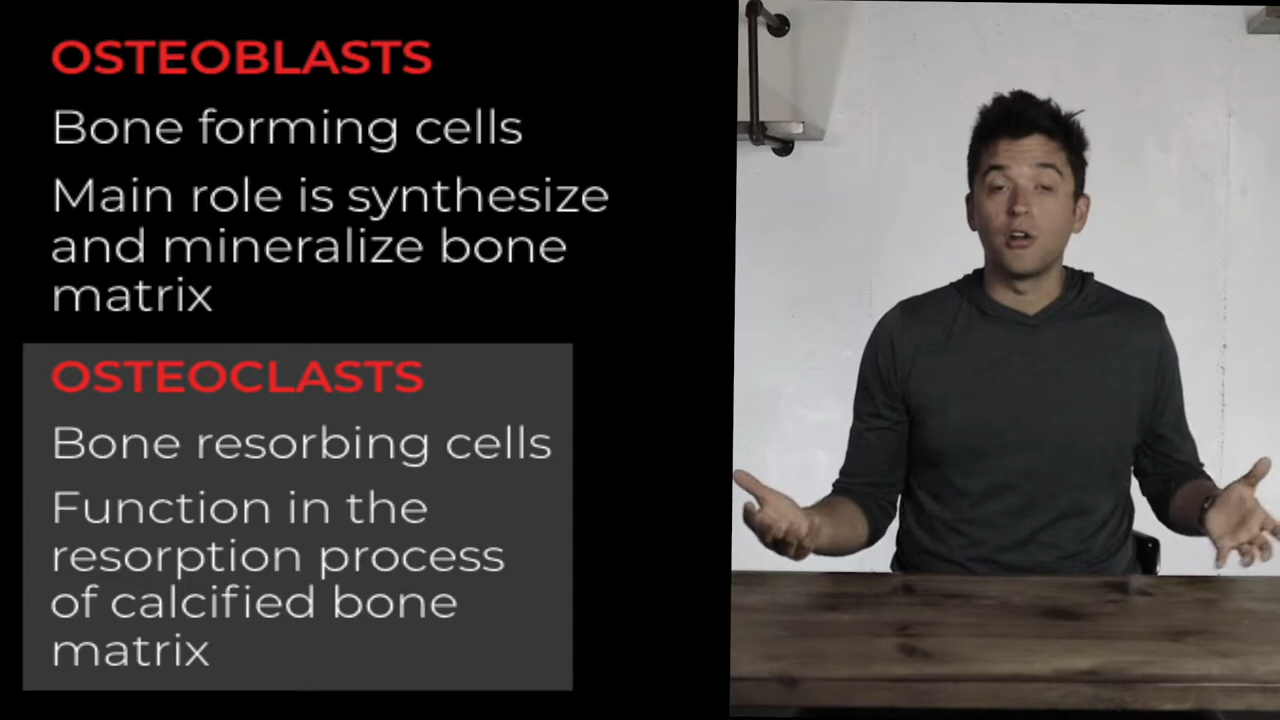 OSTEOBLASTS
Bone forming cells
Main role is synthesize
and mineralize bone
matrix
OSTEOCLASTS
Bone resorbing cells
Function in the
resorption process
of calcified bone
matrix